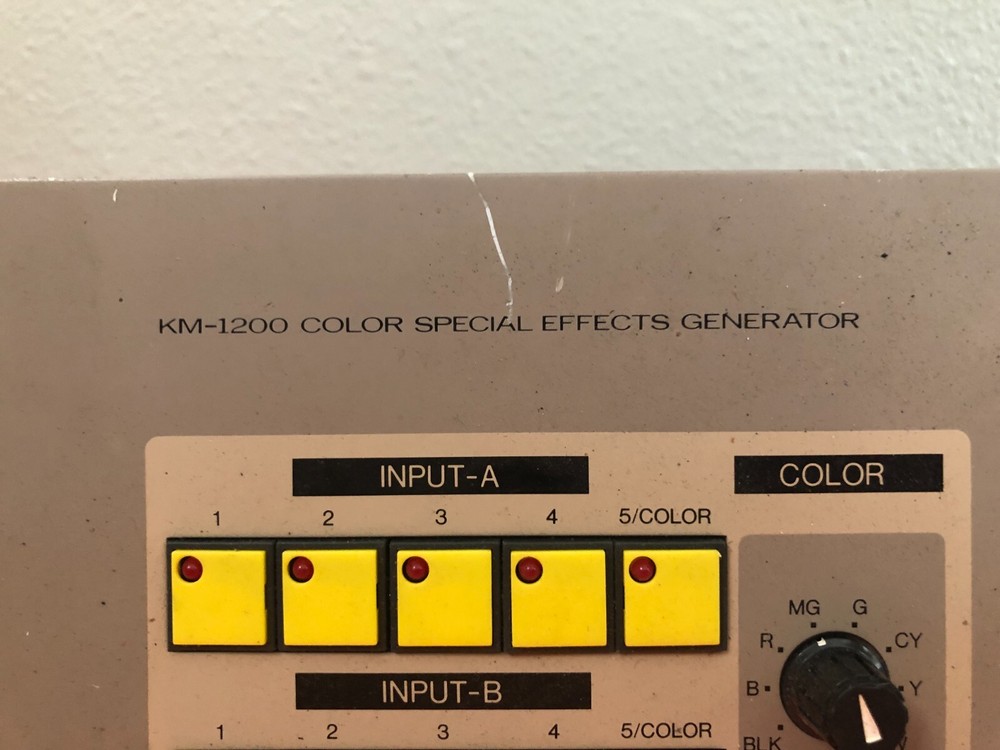 KM-1200 COLOR SPECIAL EFFECTS GENERATOR
INPUT-A
COLOR
1 2 3 4 5/COLOR
MG G
R CY
B Y
BLK
INPUT-B
1 2 3 4 5/COLOR